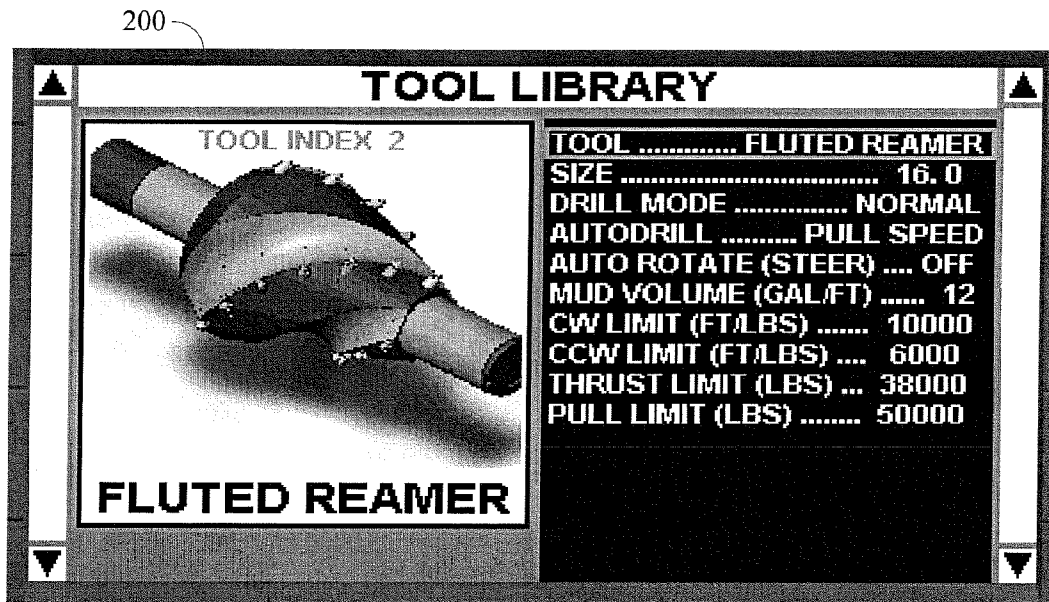 200
TOOL LIBRARY
TOOL INDEX 2
FLUTED REAMER
TOOL ............. FLUTED REAMER
SIZE ................................. 16. 0
DRILL MODE ............... NORMAL
AUTODRILL .......... PULL SPEED
AUTO ROTATE (STEER) .... OFF
MUD VOLUME (GAL/FT) ...... 12
CW LIMIT (FT/LBS) ....... 10000
CCW LIMIT (FT/LBS) .... 6000
THRUST LIMIT (LBS) ... 38000
PULL LIMIT (LBS) ........ 50000